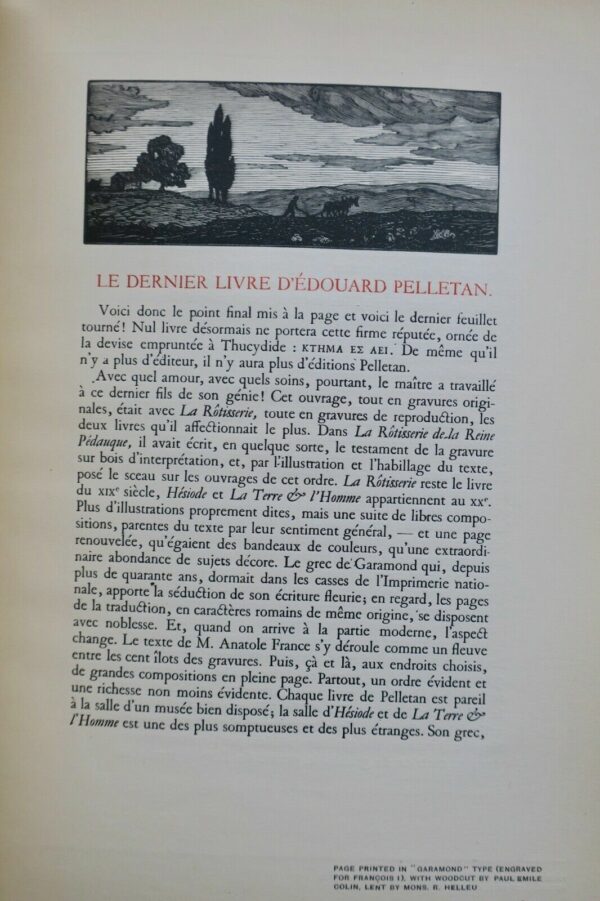 LE DERNIER LIVRE D'ÉDOUARD PELLETAN.
Voici donc le point final mis à la page et voici le dernier feuillet
tourné! Nul livre désormais ne portera cette firme réputée, ornée de
la devise empruntée à Thucydide : ΚΤΗΜΑ ΕΣ ΑΕΙ. De même qu'il
n'y a plus d'éditeur, il n'y aura plus d'éditions Pelletan.
Avec quel amour, avec quels soins, pourtant, le maître a travaillé
à ce dernier fils de son génie! Cet ouvrage, tout en gravures origi-
nales, était avec La Rôtisserie, toute en gravures de reproduction, les
deux livres qu'il affectionnait le plus. Dans La Rôtisserie de la Reine
Pédauque, il avait écrit, en quelque sorte, le testament de la gravure
sur bois d'interprétation, et, par l'illustration et l'habillage du texte,
posé le sceau sur les ouvrages de cet ordre. La Rôtisserie reste le livre
du XIXe siècle, Hésiode et La Terre & l'Homme appartiennent au XXe.
Plus d'illustrations proprement dites, mais une suite de libres compo-
sitions, parentes du texte par leur sentiment général, — et une page
renouvelée, qu'égaient des bandeaux de couleurs, qu'une extraordi-
naire abondance de sujets décore. Le grec de Garamond qui, depuis
plus de quarante ans, dormait dans les casses de l'Imprimerie natio-
nale, apporte la séduction de son écriture fleurie; en regard, les pages
de la traduction, en caractères romains de même origine, se disposent
avec noblesse. Et, quand on arrive à la partie moderne, l'aspect
change. Le texte de M. Anatole France s'y déroule comme un fleuve
entre les cent îlots des gravures. Puis, çà et là, aux endroits choisis,
de grandes compositions en pleine page. Partout, un ordre évident et
une richesse non moins évidente. Chaque livre de Pelletan est pareil
à la salle d'un musée bien disposé; la salle d'Hésiode et de La Terre &
l'Homme est une des plus somptueuses et des plus étranges. Son grec,
PAGE PRINTED IN "GARAMOND" TYPE (ENGRAVED
FOR FRANÇOIS I), WITH WOODCUT BY PAUL EMILE
COLIN, LENT BY MONS. R. HELLEU